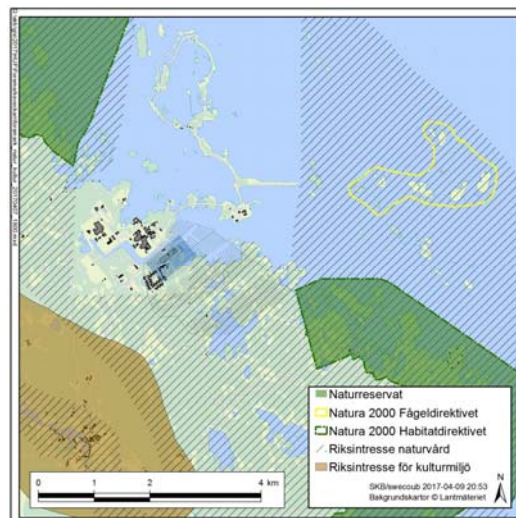 Naturreservat
Natura 2000 Fågeldirektivet
Natura 2000 Habitatdirektivet
Riksintresse naturvård
Riksintresse för kulturmiljö
SKB/swecoub 2017-04-09 20:53
Bakgrundskartor © Lantmäteriet
N
0 1 2 4 km